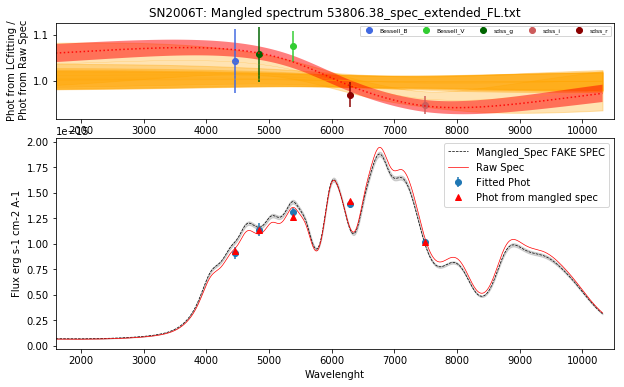 SN2006T: Mangled spectrum 53806.38_spec_extended_FL.txt
Phot from LCfitting /
Phot from Raw Spec
1.1
1.0
Bessell_B
Bessell_V
sdss_g
sdss_i
sdss_r
2000 3000 4000 5000 6000 7000 8000 9000 10000
Flux erg s-1 cm-2 A-1
2.00
1.75
1.50
1.25
1.00
0.75
0.50
0.25
0.00
Mangled_Spec FAKE SPEC
Raw Spec
Fitted Phot
Phot from mangled spec
2000 3000 4000 5000 6000 7000 8000 9000 10000
Wavelenght